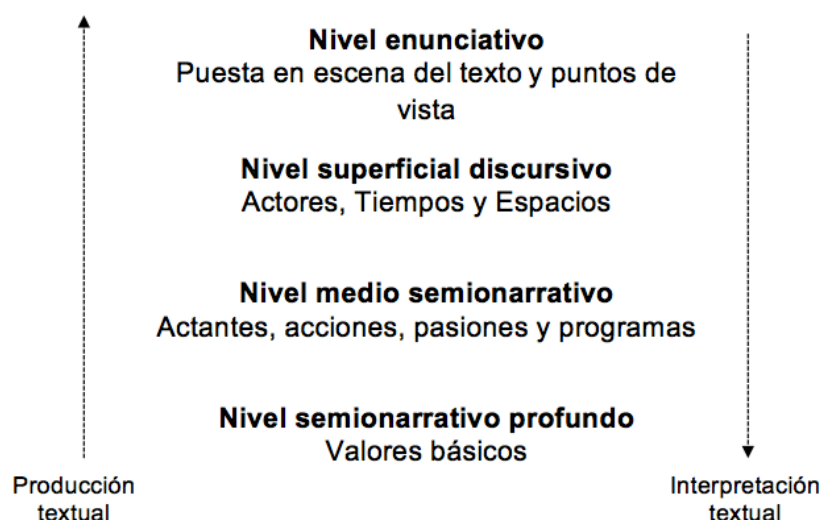 Nivel enunciativo
Puesta en escena del texto y puntos de
vista
Nivel superficial discursivo
Actores, Tiempos y Espacios
Nivel medio semionarrativo
Actantes, acciones, pasiones y programas
Nivel semionarrativo profundo
Valores básicos
Producción
textual
Interpretación
textual